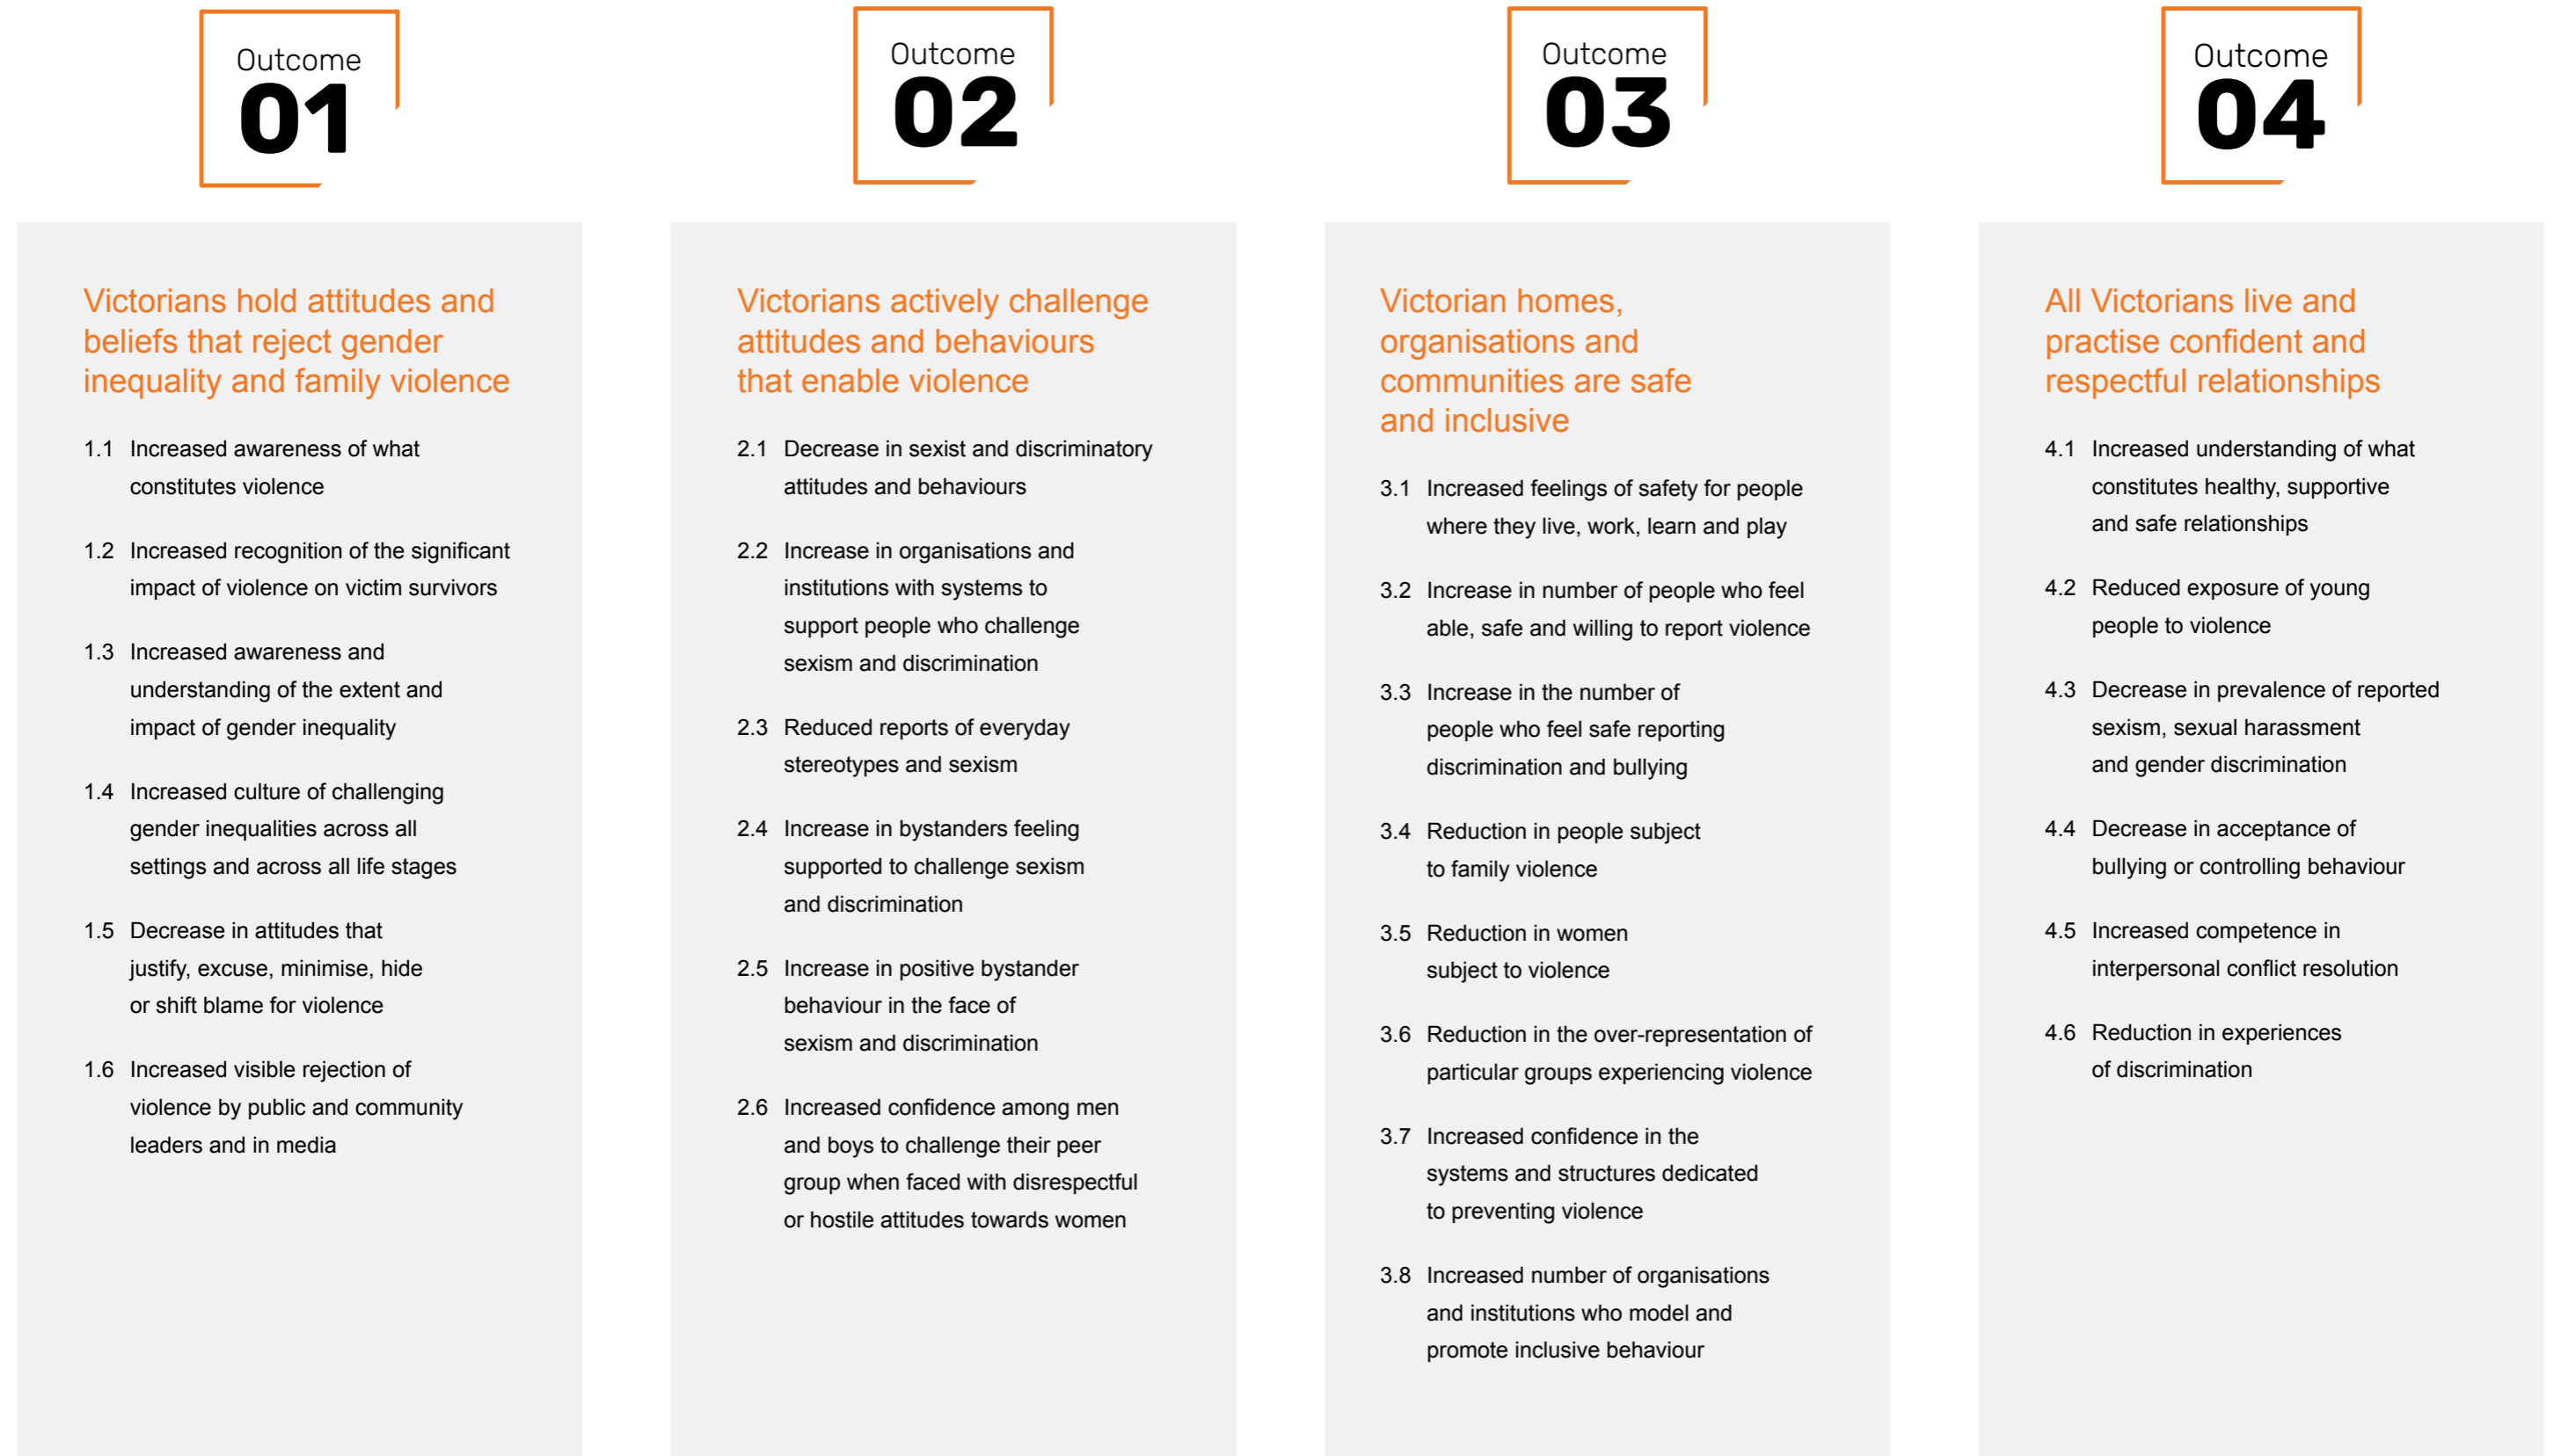 Outcome
01
Victorians hold attitudes and
beliefs that reject gender
inequality and family violence
1.1 Increased awareness of what
constitutes violence
1.2 Increased recognition of the significant
impact of violence on victim survivors
1.3 Increased awareness and
understanding of the extent and
impact of gender inequality
1.4 Increased culture of challenging
gender inequalities across all
settings and across all life stages
1.5 Decrease in attitudes that
justify, excuse, minimise, hide
or shift blame for violence
1.6 Increased visible rejection of
violence by public and community
leaders and in media
Outcome
02
Victorians actively challenge
attitudes and behaviours
that enable violence
2.1 Decrease in sexist and discriminatory
attitudes and behaviours
2.2 Increase in organisations and
institutions with systems to
support people who challenge
sexism and discrimination
2.3 Reduced reports of everyday
stereotypes and sexism
2.4 Increase in bystanders feeling
supported to challenge sexism
and discrimination
2.5 Increase in positive bystander
behaviour in the face of
sexism and discrimination
2.6 Increased confidence among men
and boys to challenge their peer
group when faced with disrespectful
or hostile attitudes towards women
Outcome
03
Victorian homes,
organisations and
communities are safe
and inclusive
3.1 Increased feelings of safety for people
where they live, work, learn and play
3.2 Increase in number of people who feel
able, safe and willing to report violence
3.3 Increase in the number of
people who feel safe reporting
discrimination and bullying
3.4 Reduction in people subject
to family violence
3.5 Reduction in women
subject to violence
3.6 Reduction in the over-representation of
particular groups experiencing violence
3.7 Increased confidence in the
systems and structures dedicated
to preventing violence
3.8 Increased number of organisations
and institutions who model and
promote inclusive behaviour
Outcome
04
All Victorians live and
practise confident and
respectful relationships
4.1 Increased understanding of what
constitutes healthy, supportive
and safe relationships
4.2 Reduced exposure of young
people to violence
4.3 Decrease in prevalence of reported
sexism, sexual harassment
and gender discrimination
4.4 Decrease in acceptance of
bullying or controlling behaviour
4.5 Increased competence in
interpersonal conflict resolution
4.6 Reduction in experiences
of discrimination